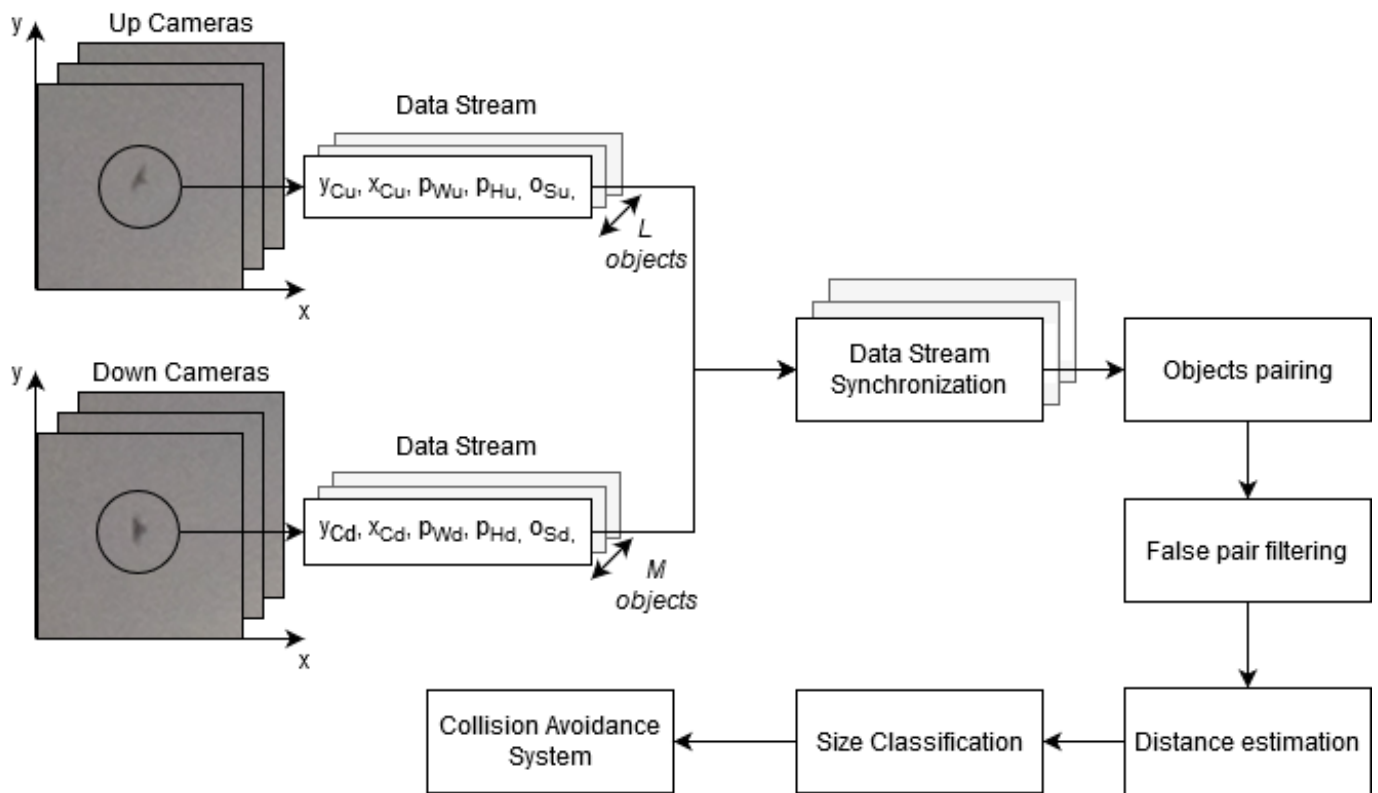 Up Cameras
y
x
Data Stream
yCu, xCu, pWu, pHu, oSu,
L
objects
Down Cameras
y
x
Data Stream
yCd, xCd, pWd, pHd, oSd,
M
objects
Data Stream
Synchronization
Objects pairing
False pair filtering
Distance estimation
Size Classification
Collision Avoidance
System